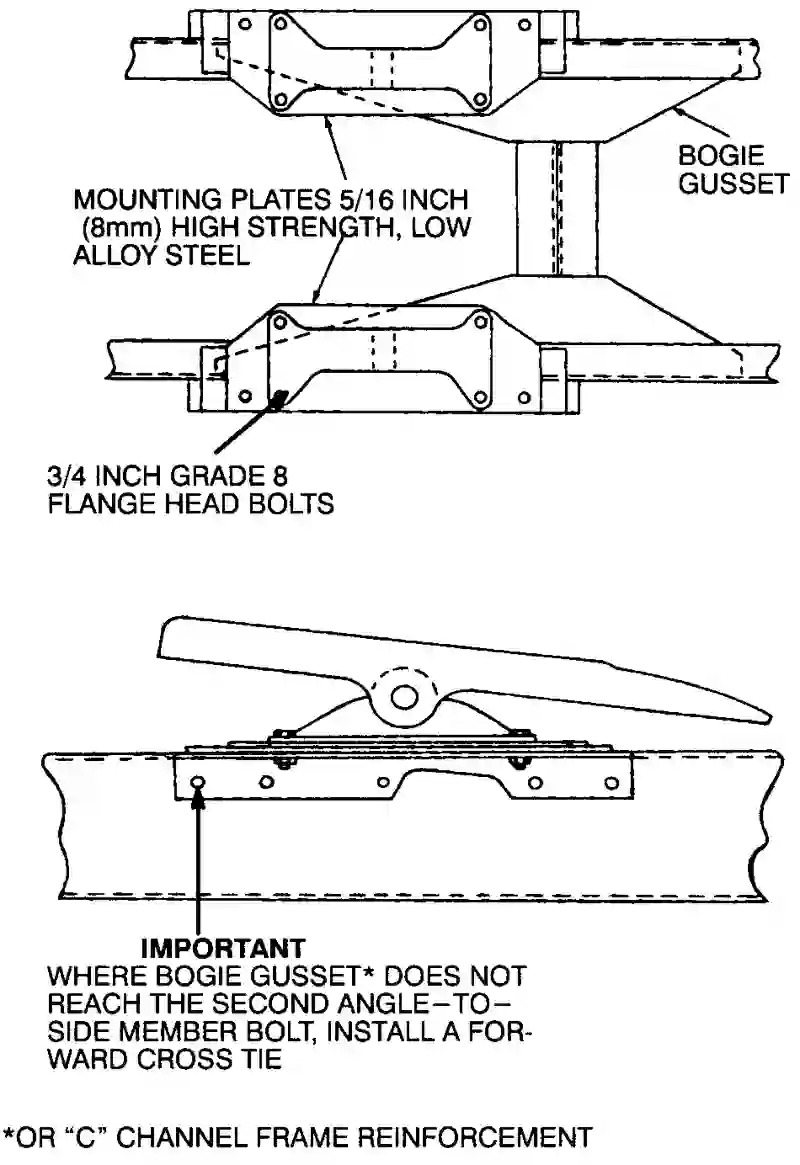 BOGIE
GUSSET
MOUNTING PLATES 5/16 INCH
(8mm) HIGH STRENGTH, LOW
ALLOY STEEL
3/4 INCH GRADE 8
FLANGE HEAD BOLTS
IMPORTANT
WHERE BOGIE GUSSET* DOES NOT
REACH THE SECOND ANGLE–TO–
SIDE MEMBER BOLT, INSTALL A FOR-
WARD CROSS TIE
*OR “C” CHANNEL FRAME REINFORCEMENT